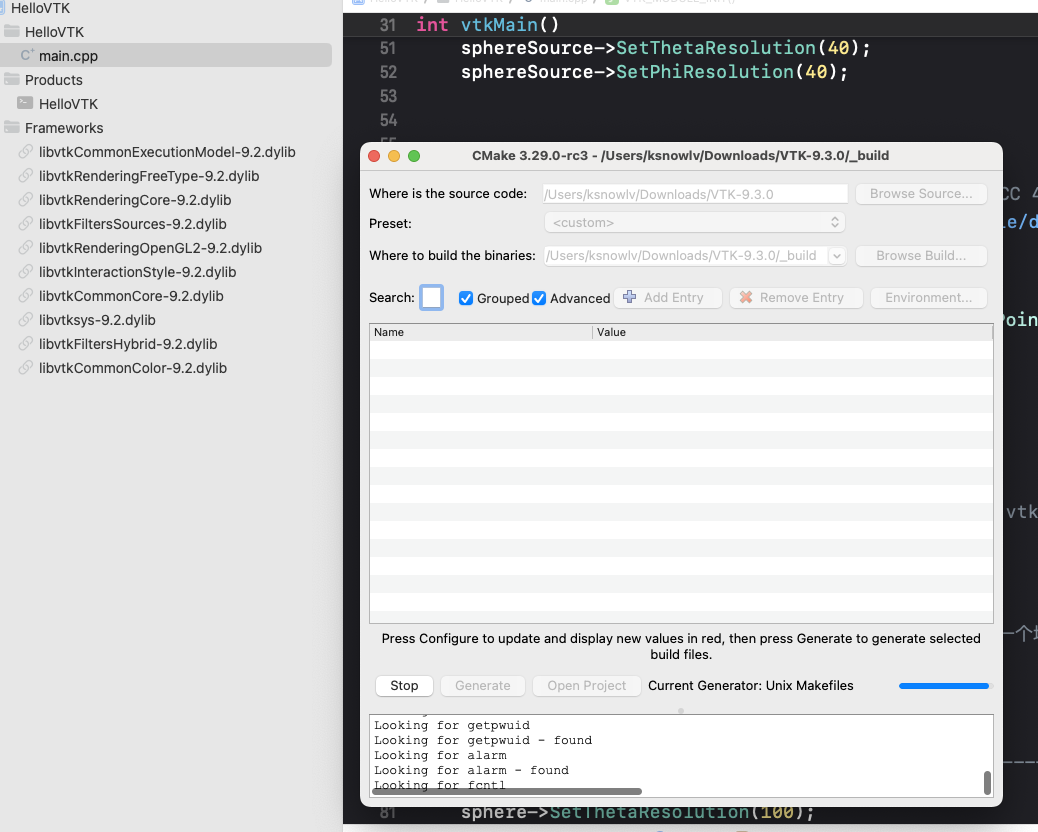 HelloVTK
HelloVTK
main.cpp
Products
HelloVTK
Frameworks
libvtkCommonExecutionModel-9.2.dylib
libvtkRenderingFreeType-9.2.dylib
libvtkRenderingCore-9.2.dylib
libvtkFiltersSources-9.2.dylib
libvtkRenderingOpenGL2-9.2.dylib
libvtkInteractionStyle-9.2.dylib
libvtkCommonCore-9.2.dylib
libvtksys-9.2.dylib
libvtkFiltersHybrid-9.2.dylib
libvtkCommonColor-9.2.dylib
31 int vtkMain()
51 sphereSource->SetThetaResolution(40);
52 sphereSource->SetPhiResolution(40);
53
54
CMake 3.29.0-rc3 - /Users/ksnowlv/Downloads/VTK-9.3.0/_build
Where is the source code: /Users/ksnowlv/Downloads/VTK-9.3.0 Browse Source...
Preset: <custom>
Where to build the binaries: /Users/ksnowlv/Downloads/VTK-9.3.0/_build Browse Build...
Search: Grouped Advanced Add Entry Remove Entry Environment...
Name Value
Press Configure to update and display new values in red, then press Generate to generate selected
build files.
Stop Generate Open Project Current Generator: Unix Makefiles
Looking for getpwuid
Looking for getpwuid - found
Looking for alarm
Looking for alarm - found
Looking for fcntl
CC 4
le/d
Poin
vtk
一个
81 sphere->SetThetaResolution(100);